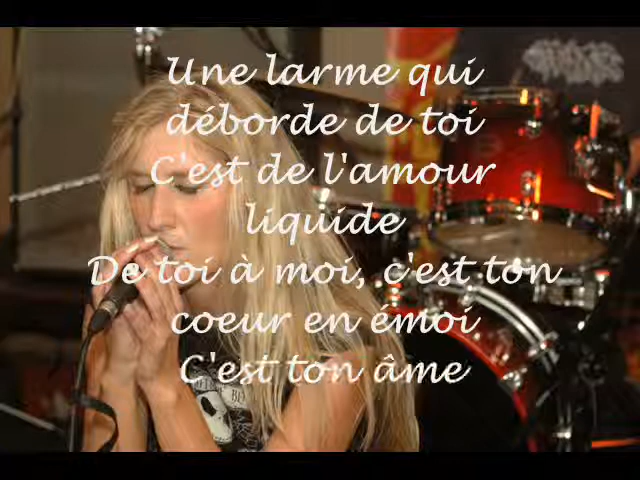 Une larme qui
déborde de toi
C'est de l'amour
liquide
De toi à moi, c'est ton
coeur en émoi
C'est ton âme